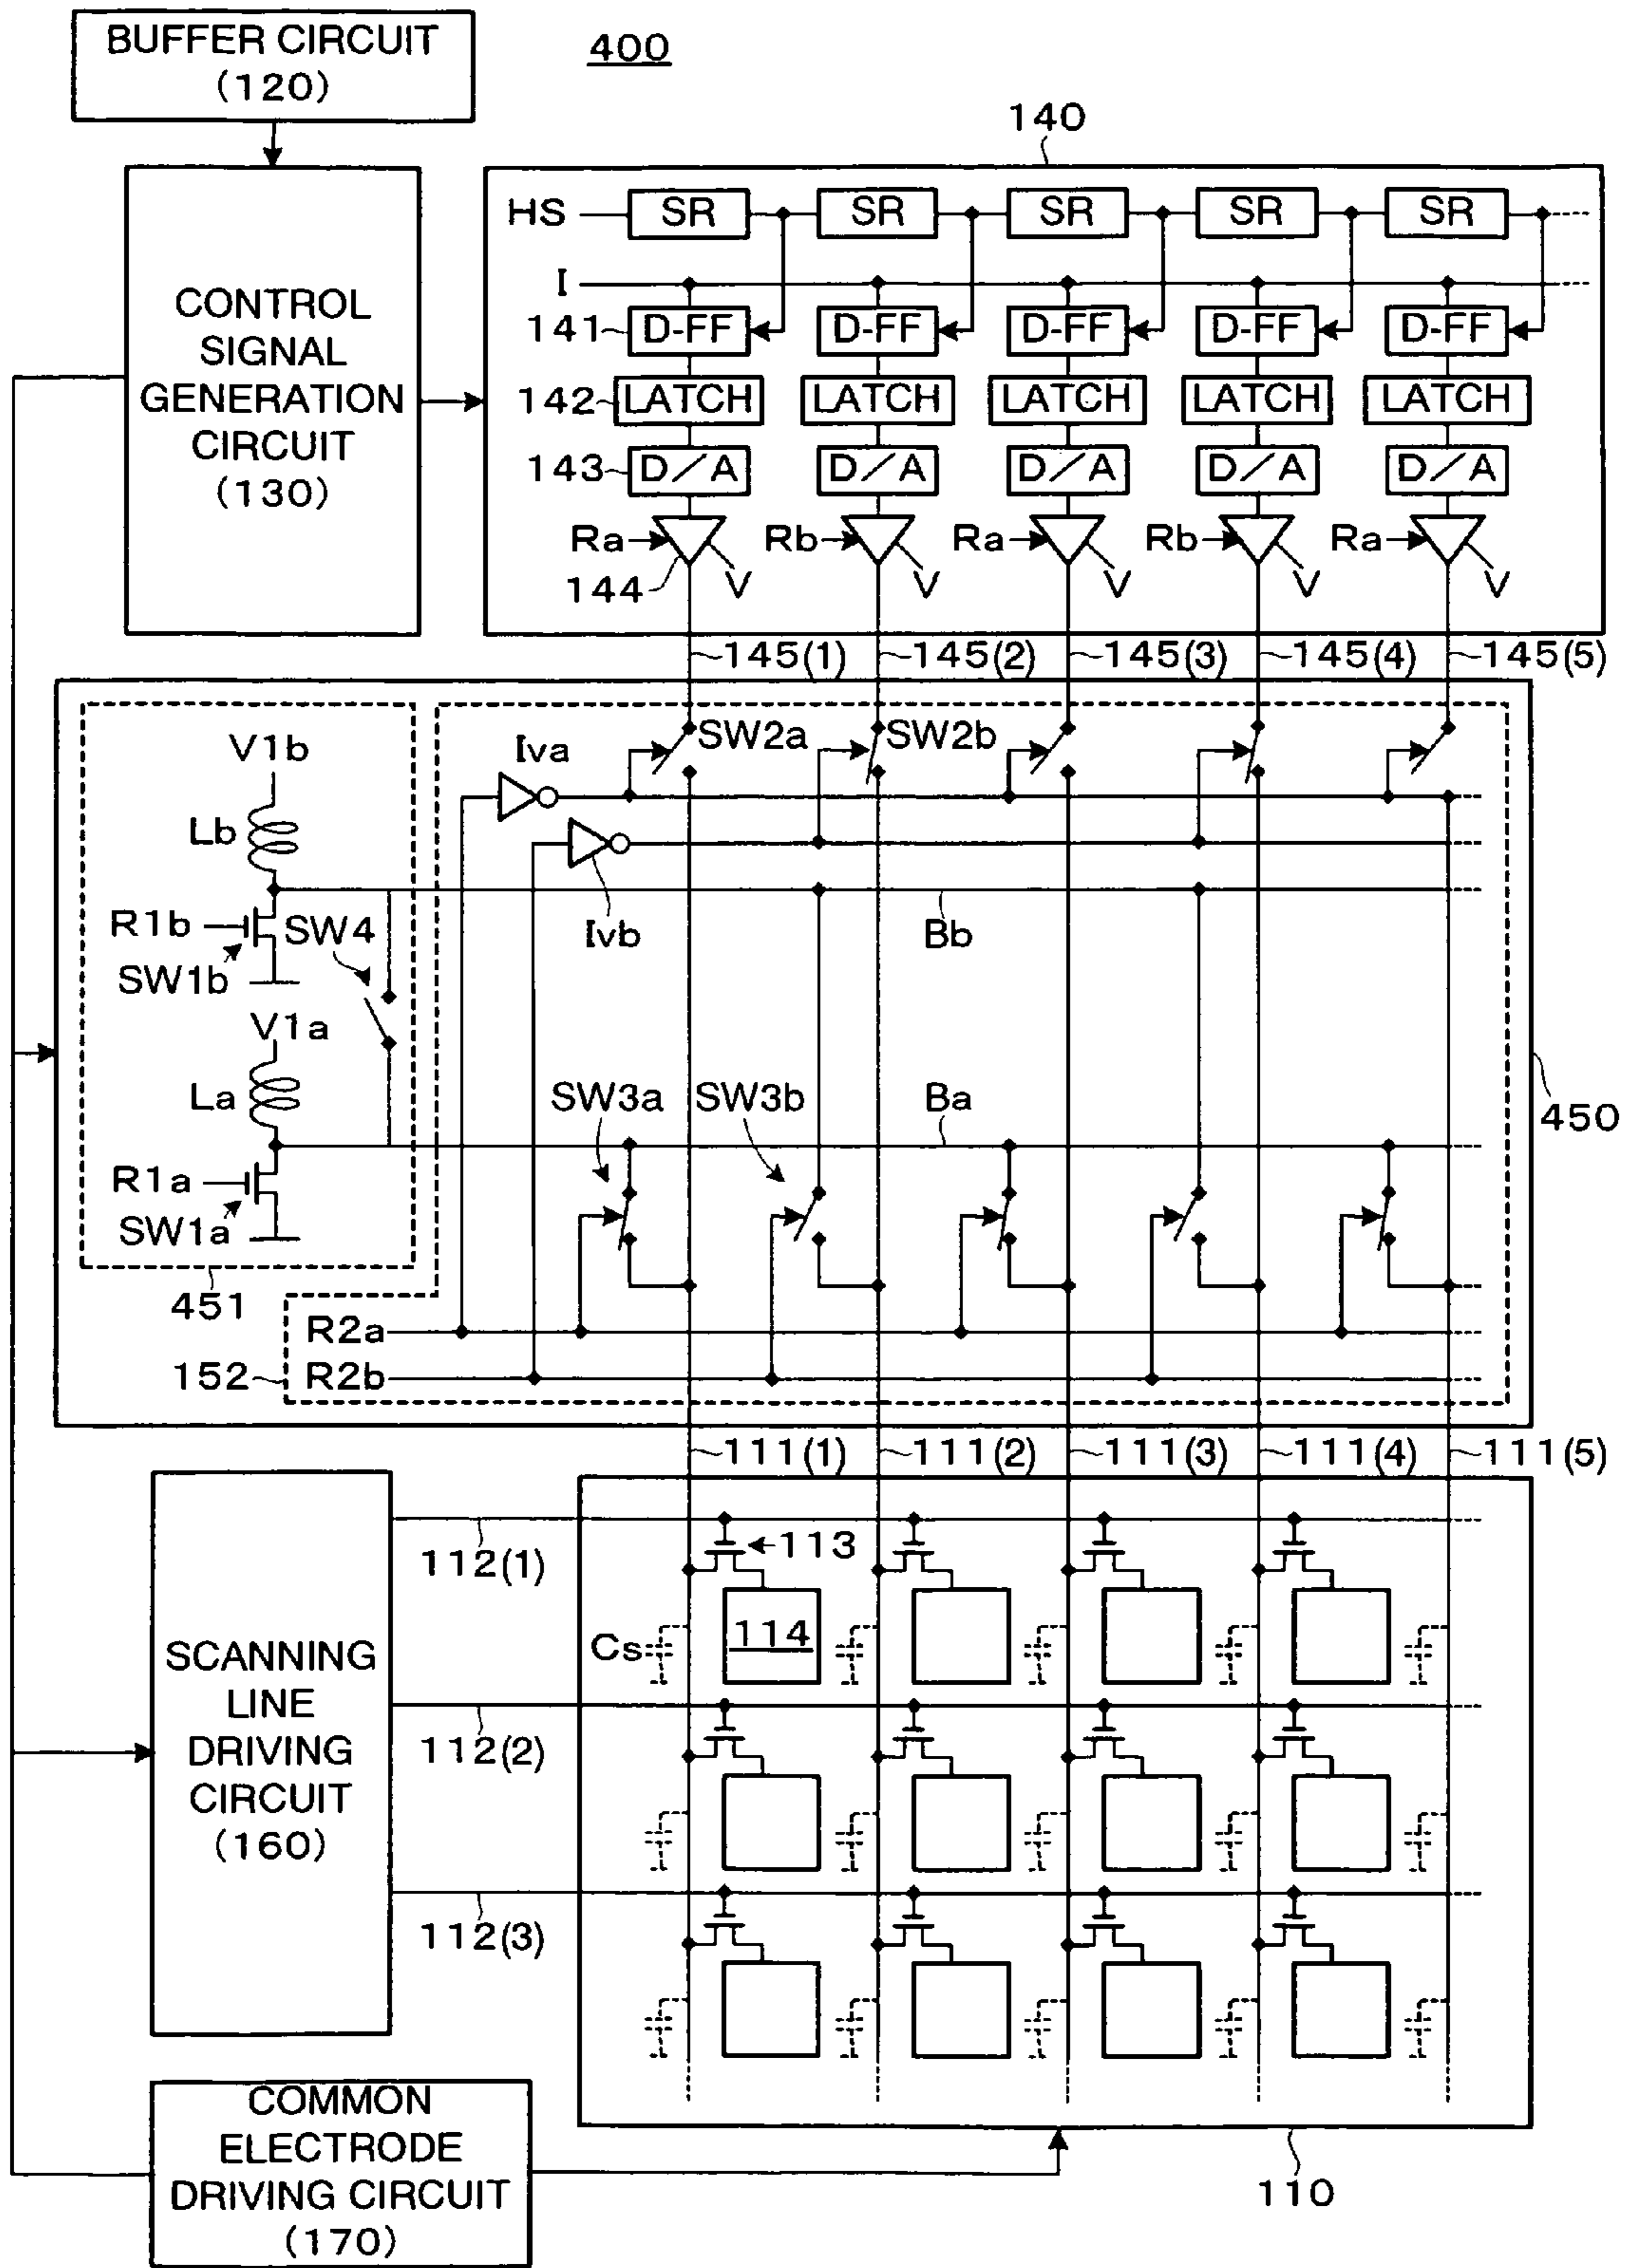 BUFFER CIRCUIT
(120)
400
140
CONTROL
SIGNAL
GENERATION
CIRCUIT
(130)
HS SR SR SR SR SR
I
141 D-FF D-FF D-FF D-FF D-FF
142 LATCH LATCH LATCH LATCH LATCH
143 D/A D/A D/A D/A D/A
Ra Rb Ra Rb Ra
144 V V V V V
145(1) 145(2) 145(3) 145(4) 145(5)
V1b Iva SW2a SW2b
Lb
R1b SW4 Ivb Bb
SW1b
V1a
La SW3a SW3b Ba
450
R1a
SW1a
451
R2a
152 R2b
111(1) 111(2) 111(3) 111(4) 111(5)
112(1) 113
SCANNING
LINE
DRIVING
CIRCUIT
(160)
Cs 114
112(2)
112(3)
COMMON
ELECTRODE
DRIVING CIRCUIT
(170)
110